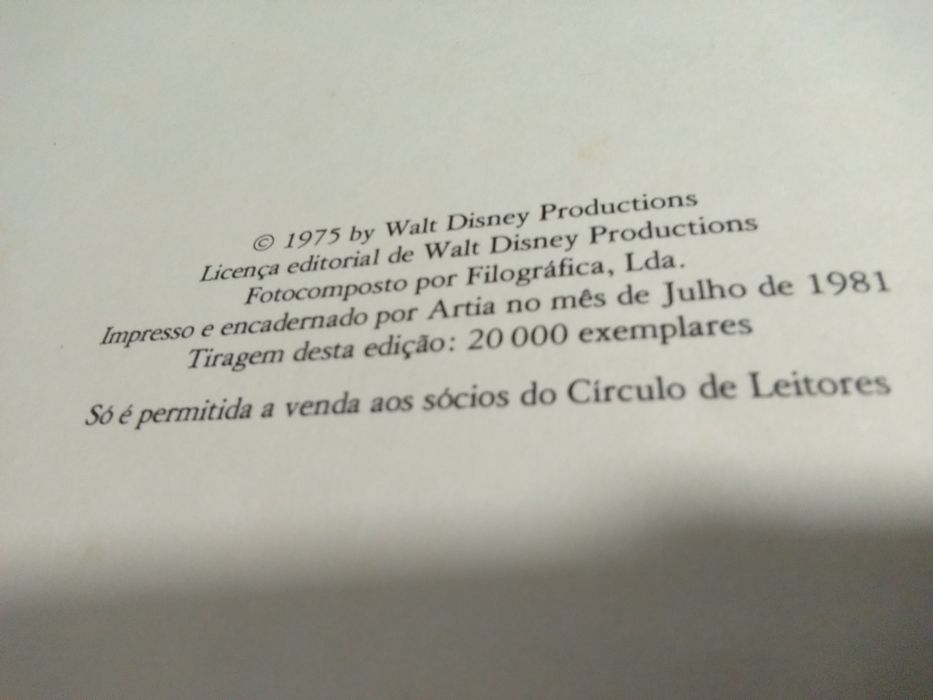 © 1975 by Walt Disney Productions
Licença editorial de Walt Disney Productions
Fotocomposto por Filográfica, Lda.
Impresso e encadernado por Artia no mês de Julho de 1981
Tiragem desta edição: 20 000 exemplares
Só é permitida a venda aos sócios do Círculo de Leitores